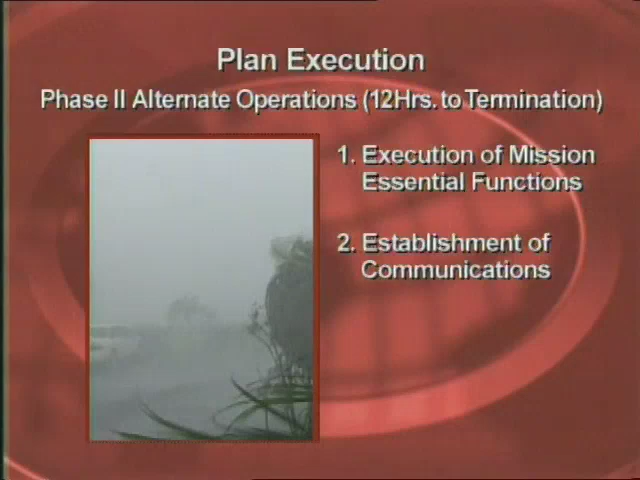 Plan Execution
Phase II Alternate Operations (12Hrs. to Termination)
1. Execution of Mission
Essential Functions
2. Establishment of
Communications